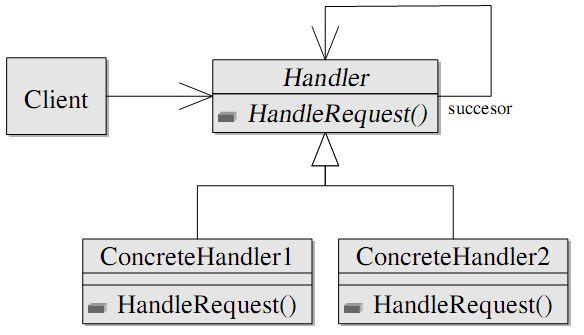 Handler
Client
HandleRequest()
succesor
ConcreteHandler1
ConcreteHandler2
HandleRequest()
HandleRequest()